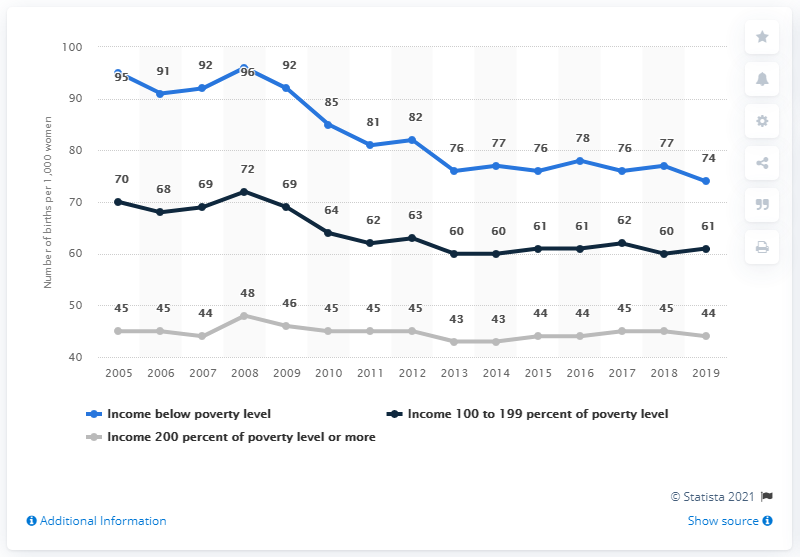 100
90
80
70
60
50
40
Number of births per 1,000 women
95 91 92 96 92 85 81 82 76 77 76 78 76 77 74
70 68 69 72 69 64 62 63 60 60 61 61 62 60 61
45 45 44 48 46 45 45 45 43 43 44 44 45 45 44
2005 2006 2007 2008 2009 2010 2011 2012 2013 2014 2015 2016 2017 2018 2019
Income below poverty level Income 100 to 199 percent of poverty level
Income 200 percent of poverty level or more
© Statista 2021
Additional Information Show source